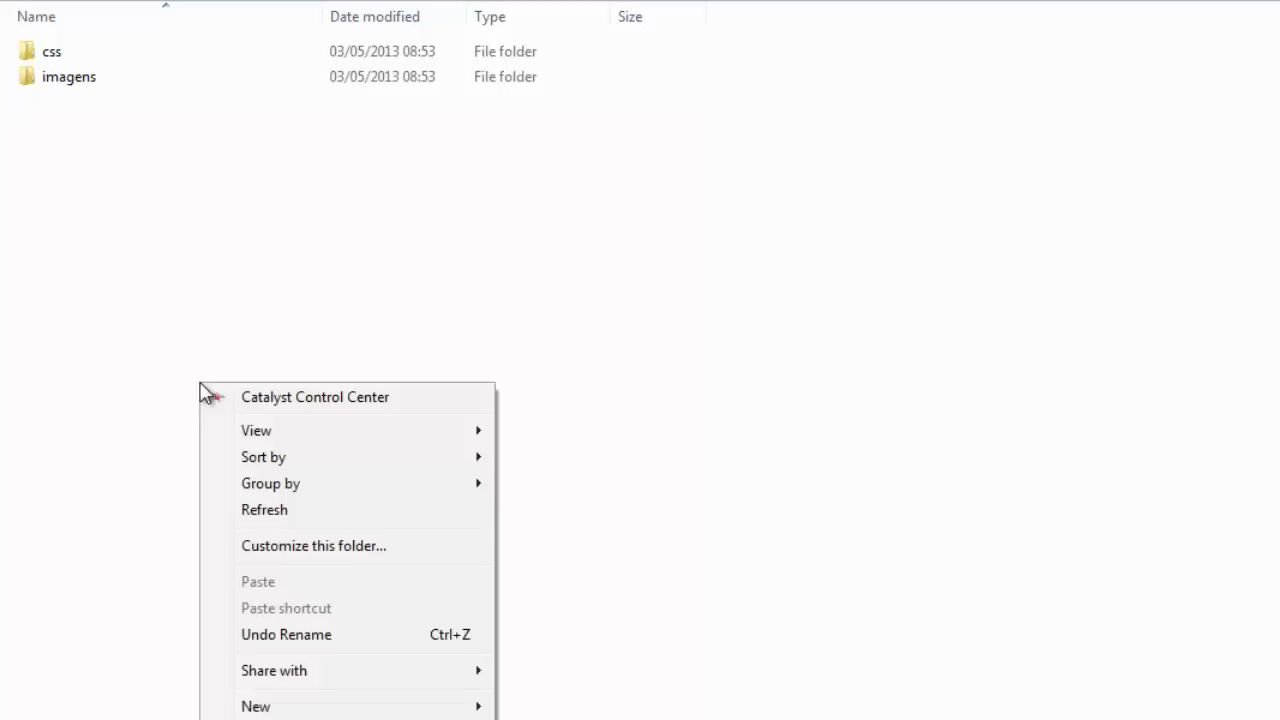 Name Date modified Type Size
css 03/05/2013 08:53 File folder
imagens 03/05/2013 08:53 File folder
Catalyst Control Center
View
Sort by
Group by
Refresh
Customize this folder...
Paste
Paste shortcut
Undo Rename Ctrl+Z
Share with
New